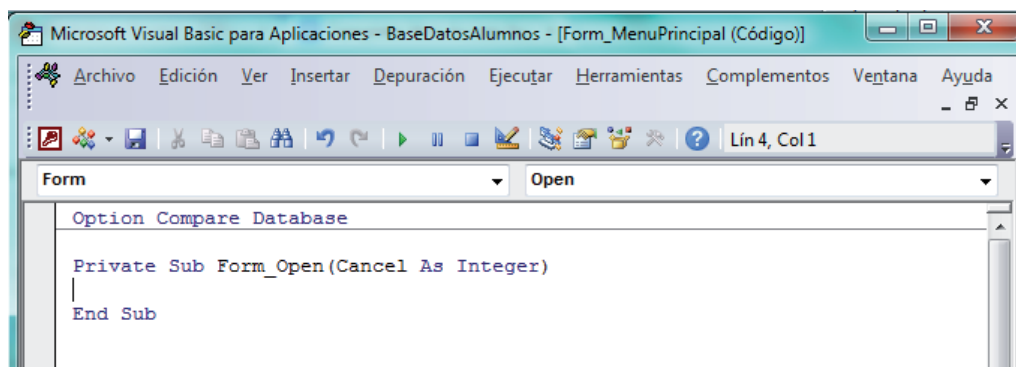 Microsoft Visual Basic para Aplicaciones - BaseDatosAlumnos - [Form_MenuPrincipal (Código)]
Archivo Edición Ver Insertar Depuración Ejecutar Herramientas Complementos Ventana Ayuda
Lín 4, Col 1
Form Open
Option Compare Database
Private Sub Form_Open(Cancel As Integer)
End Sub